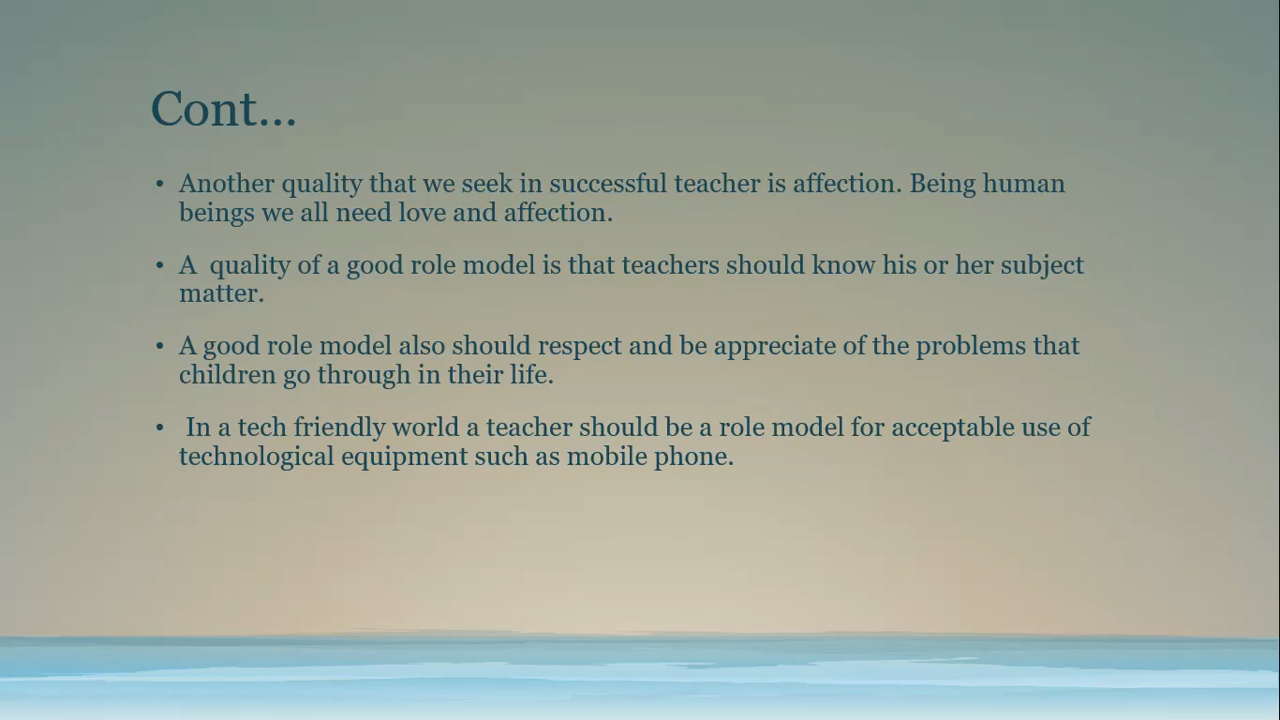 Cont...
• Another quality that we seek in successful teacher is affection. Being human
beings we all need love and affection.
• A  quality of a good role model is that teachers should know his or her subject
matter.
• A good role model also should respect and be appreciate of the problems that
children go through in their life.
•  In a tech friendly world a teacher should be a role model for acceptable use of
technological equipment such as mobile phone.